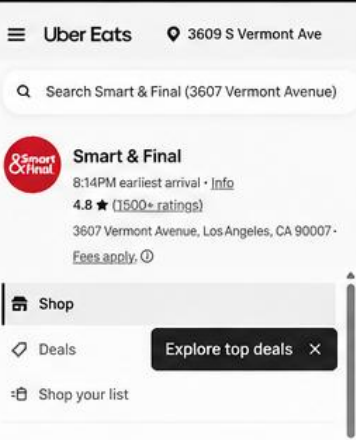 Uber Eats 3609 S Vermont Ave
Search Smart & Final (3607 Vermont Avenue)
Smart
&Final
Smart & Final
8:14PM earliest arrival • Info
4.8 ★ (1500+ ratings)
3607 Vermont Avenue, Los Angeles, CA 90007 •
Fees apply.
Shop
Deals
Explore top deals ×
Shop your list